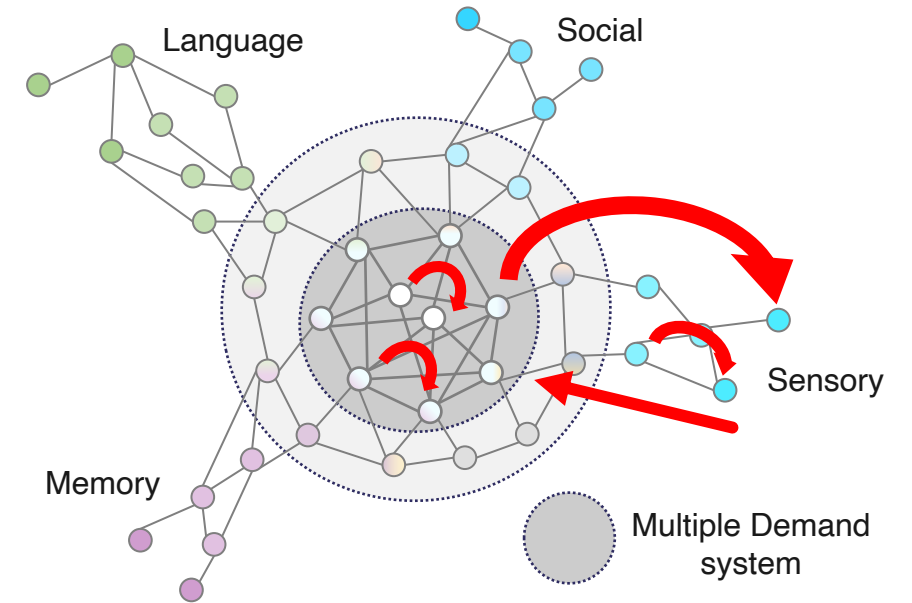 Language
Social
Sensory
Memory
Multiple Demand
system